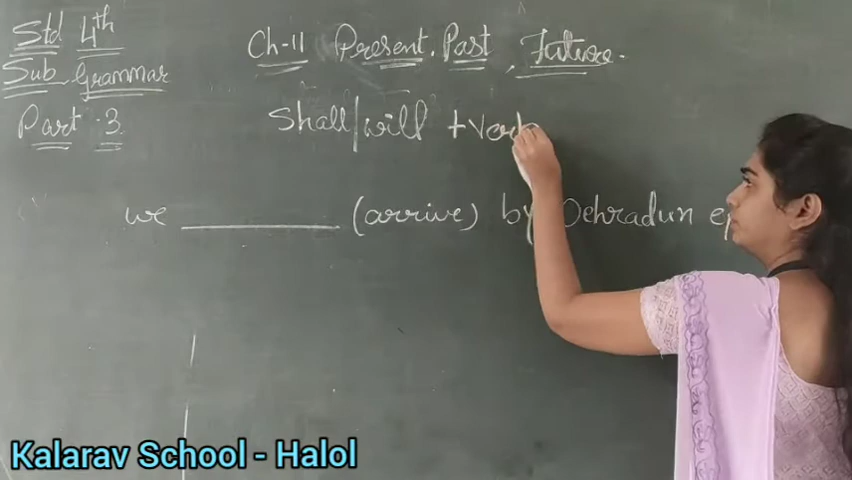 Std 4th
Ch-11 Present, Past, Future.
Sub Grammar
Part 3
Shall/will + Verb
we ________ (arrive) by Dehradun
Kalarav School - Halol